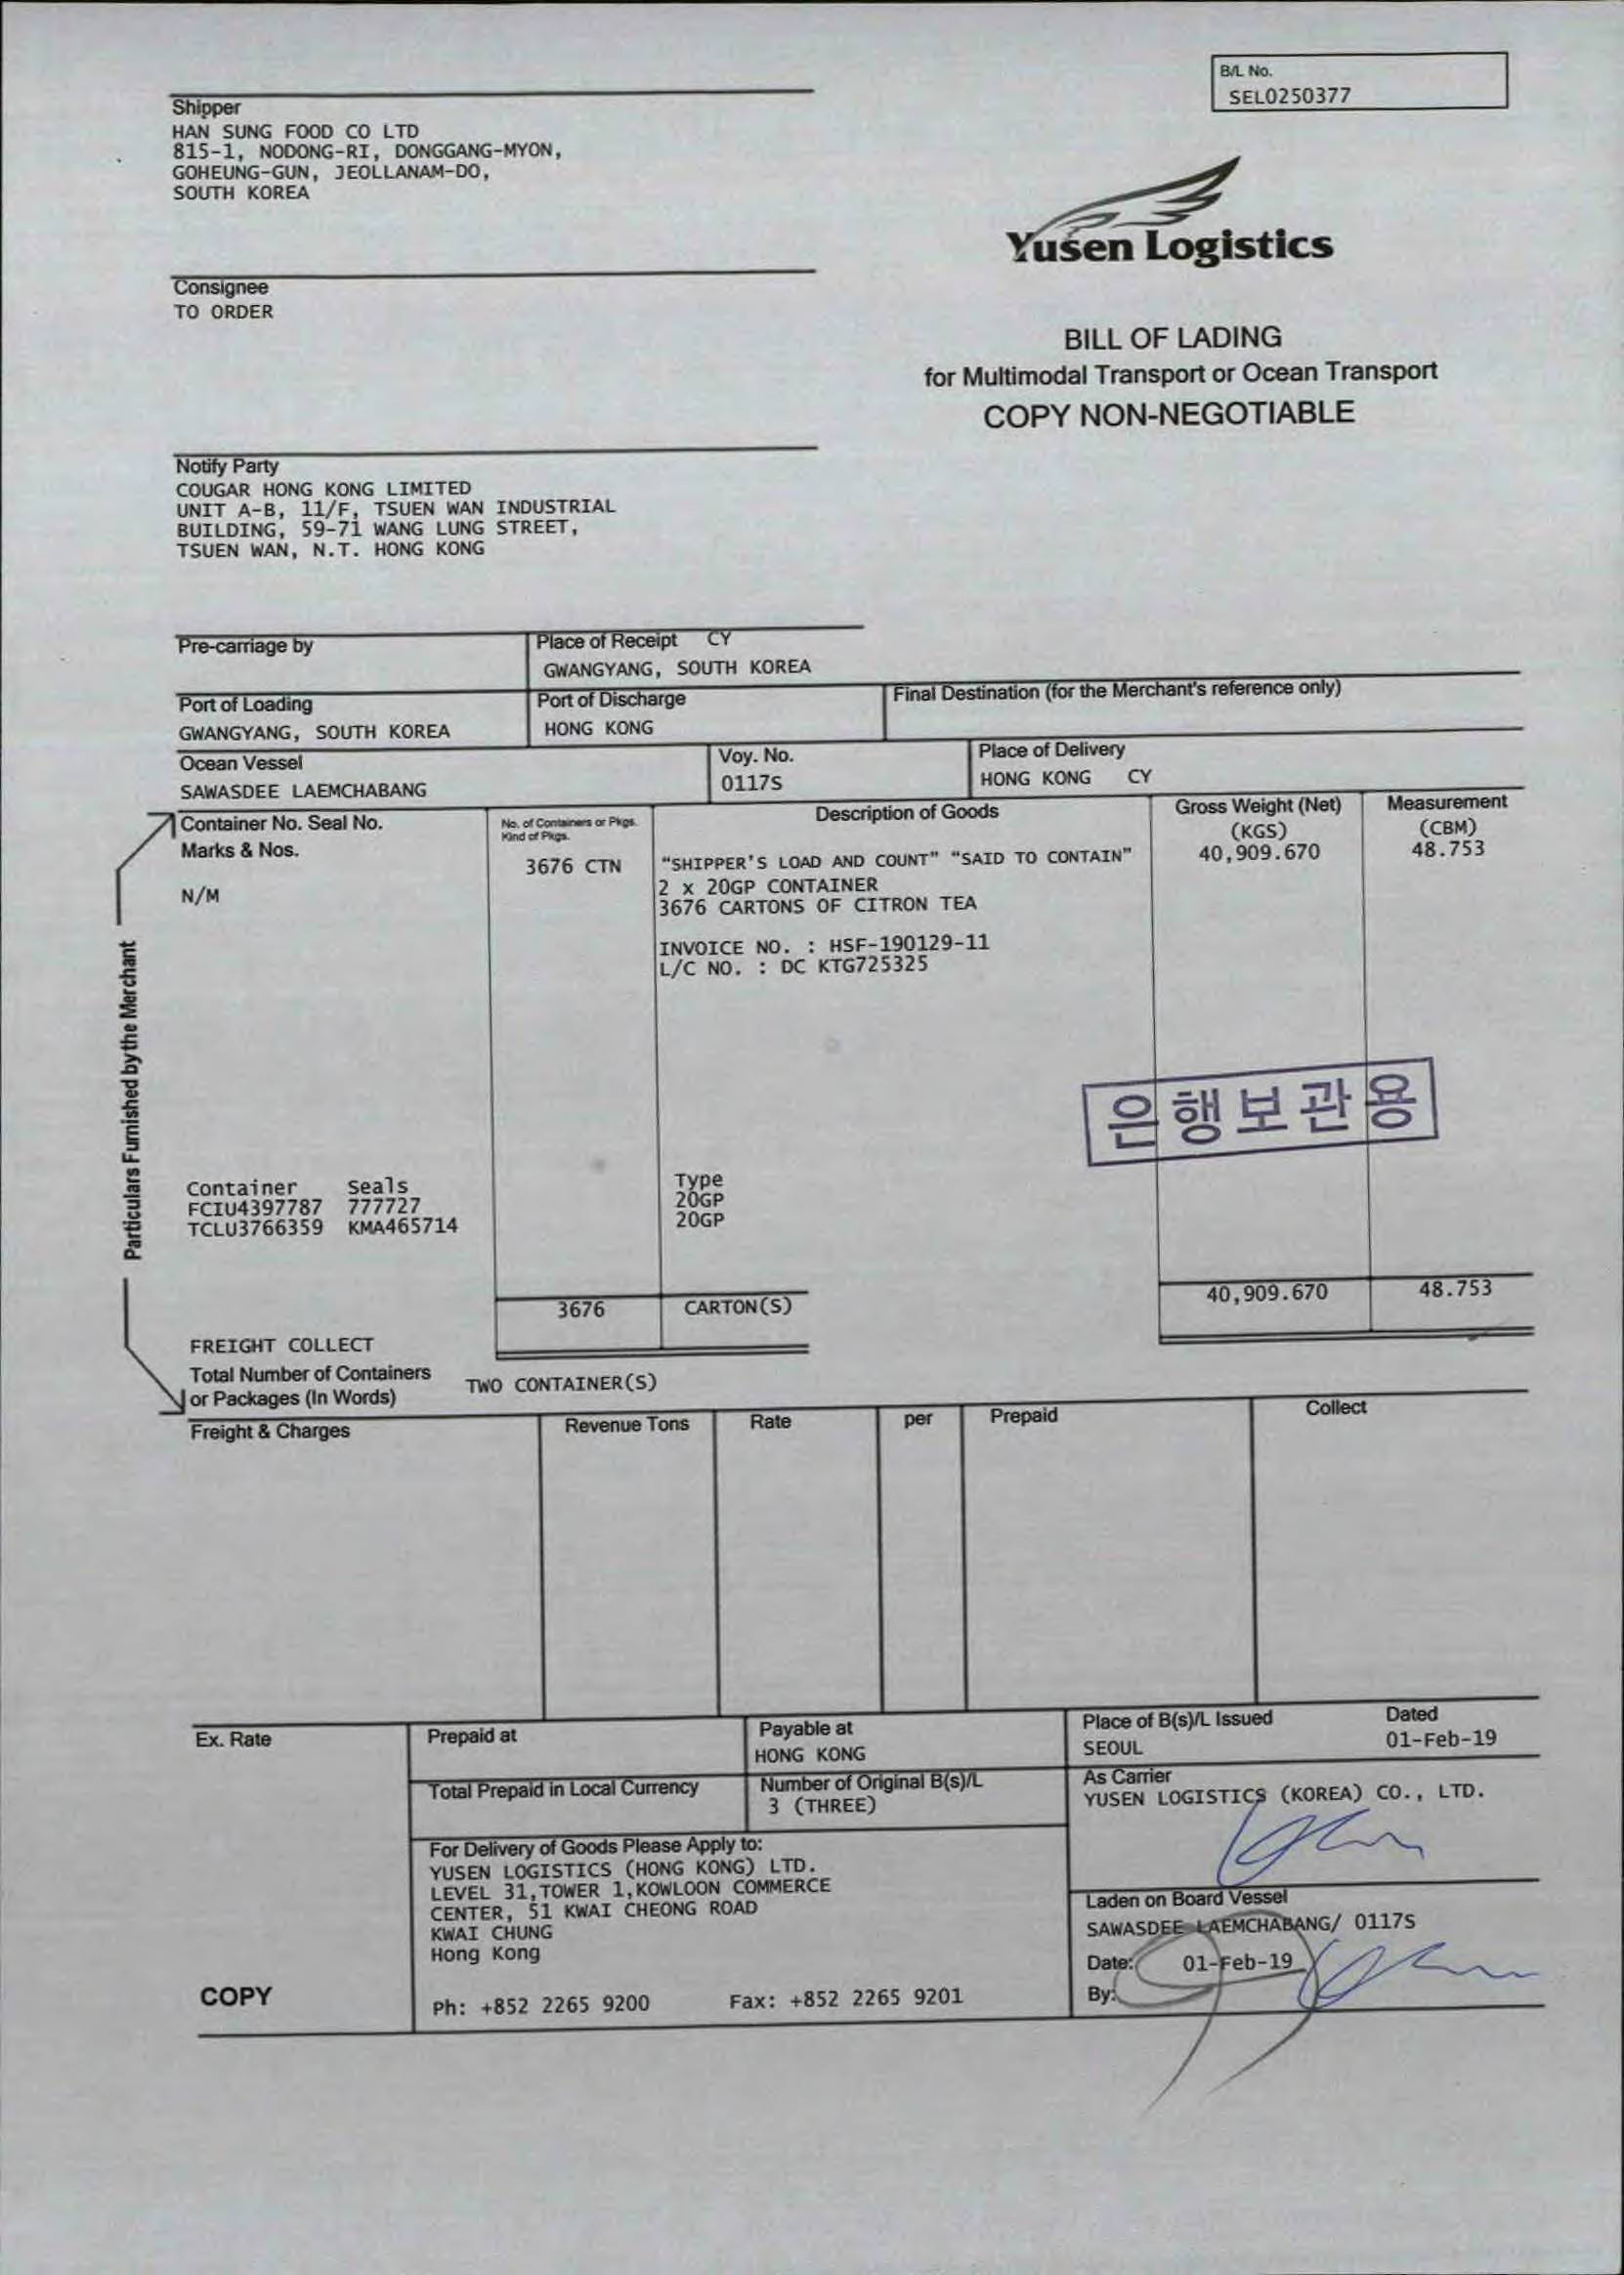 B/L No.
SEL0250377
Shipper
HAN SUNG FOOD CO LTD
815-1, NODONG-RI, DONGGANG-MYON,
GOHEUNG-GUN, JEOLLANAM-DO,
SOUTH KOREA
Yusen Logistics
Consignee
TO ORDER
BILL OF LADING
for Multimodal Transport or Ocean Transport
COPY NON-NEGOTIABLE
Notify Party
COUGAR HONG KONG LIMITED
UNIT A-B, 11/F, TSUEN WAN INDUSTRIAL
BUILDING, 59-71 WANG LUNG STREET,
TSUEN WAN, N.T. HONG KONG
Pre-carriage by
Place of Receipt CY
GWANGYANG, SOUTH KOREA
Port of Loading
GWANGYANG, SOUTH KOREA
Port of Discharge
HONG KONG
Final Destination (for the Merchant's reference only)
Ocean Vessel
SAWASDEE LAEMCHABANG
Voy. No.
0117S
Place of Delivery
HONG KONG CY
Particulars Furnished by the Merchant
Container No. Seal No.
Marks & Nos.
N/M
No. of Containers or Pkgs.
Kind of Pkgs.
3676 CTN
Description of Goods
"SHIPPER'S LOAD AND COUNT" "SAID TO CONTAIN"
2 x 20GP CONTAINER
3676 CARTONS OF CITRON TEA
INVOICE NO. : HSF-190129-11
L/C NO. : DC KTG725325
Gross Weight (Net)
(KGS)
40,909.670
Measurement
(CBM)
48.753
은행보관용
Container Seals Type
FCIU4397787 777727 20GP
TCLU3766359 KMA465714 20GP
3676 CARTON(S) 40,909.670 48.753
FREIGHT COLLECT
Total Number of Containers
or Packages (In Words)
TWO CONTAINER(S)
Freight & Charges Revenue Tons Rate per Prepaid Collect
Ex. Rate
Prepaid at
Payable at
HONG KONG
Place of B(s)/L Issued
SEOUL
Dated
01-Feb-19
Total Prepaid in Local Currency
Number of Original B(s)/L
3 (THREE)
As Carrier
YUSEN LOGISTICS (KOREA) CO., LTD.
For Delivery of Goods Please Apply to:
YUSEN LOGISTICS (HONG KONG) LTD.
LEVEL 31,TOWER 1,KOWLOON COMMERCE
CENTER, 51 KWAI CHEONG ROAD
KWAI CHUNG
Hong Kong
Ph: +852 2265 9200 Fax: +852 2265 9201
Laden on Board Vessel
SAWASDEE LAEMCHABANG/ 0117S
Date: 01-Feb-19
By:
COPY